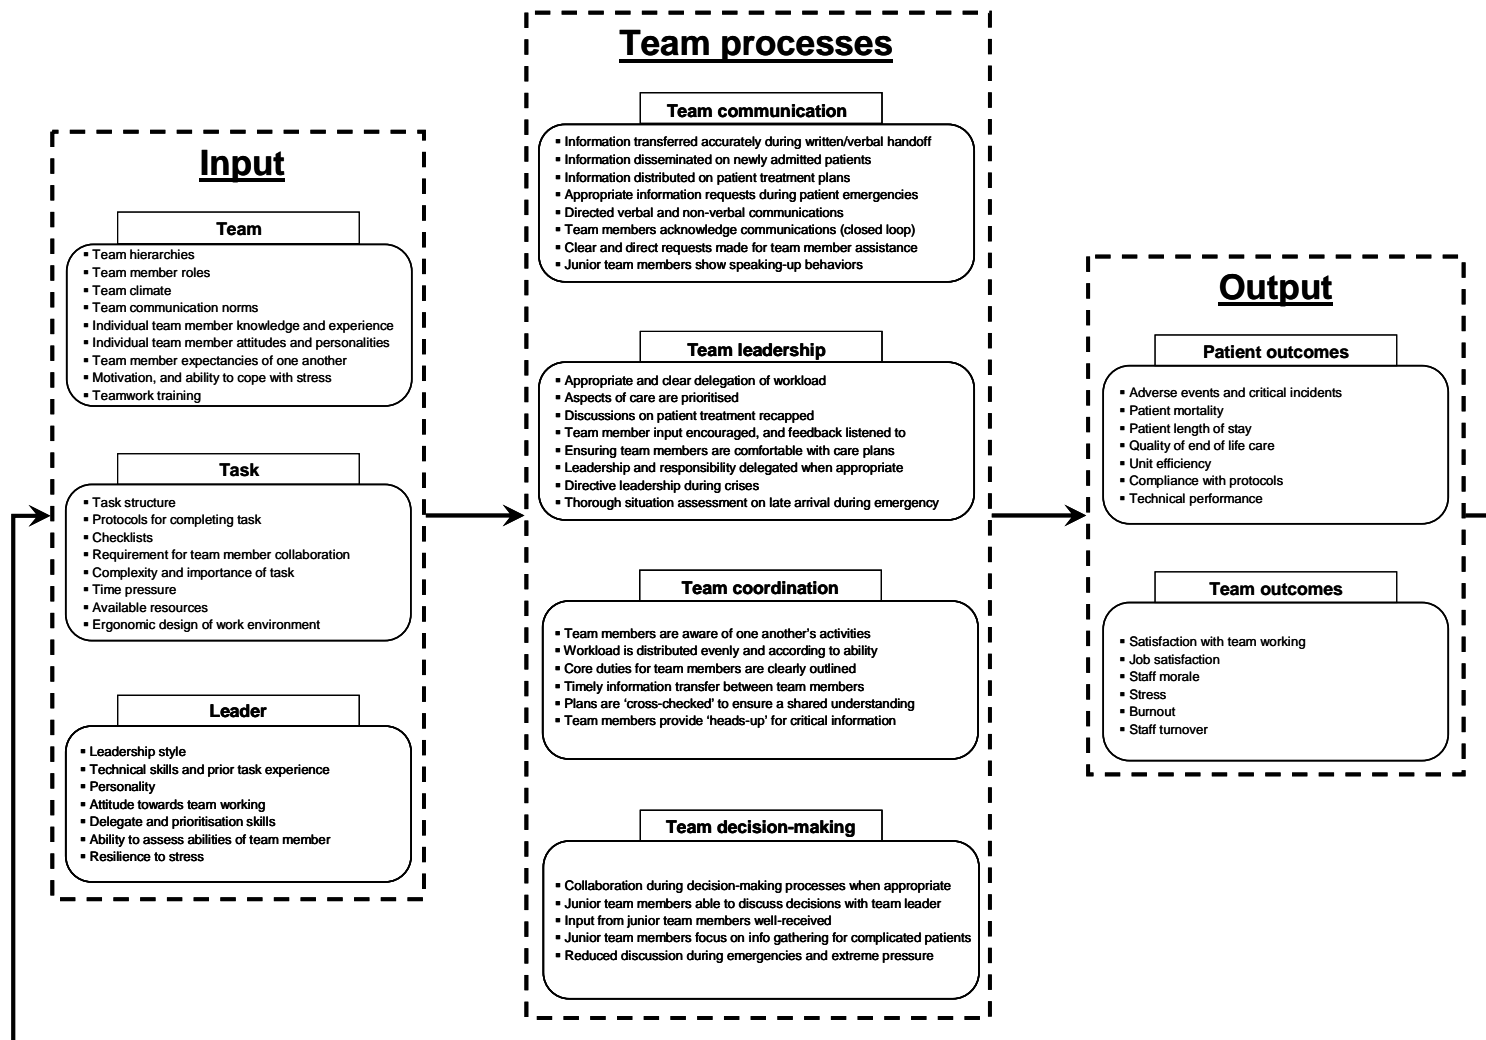 Input
Team
▪ Team hierarchies
▪ Team member roles
▪ Team climate
▪ Team communication norms
▪ Individual team member knowledge and experience
▪ Individual team member attitudes and personalities
▪ Team member expectancies of one another
▪ Motivation, and ability to cope with stress
▪ Teamwork training
Task
▪ Task structure
▪ Protocols for completing task
▪ Checklists
▪ Requirement for team member collaboration
▪ Complexity and importance of task
▪ Time pressure
▪ Available resources
▪ Ergonomic design of work environment
Leader
▪ Leadership style
▪ Technical skills and prior task experience
▪ Personality
▪ Attitude towards team working
▪ Delegate and prioritisation skills
▪ Ability to assess abilities of team member
▪ Resilience to stress
Team processes
Team communication
▪ Information transferred accurately during written/verbal handoff
▪ Information disseminated on newly admitted patients
▪ Information distributed on patient treatment plans
▪ Appropriate information requests during patient emergencies
▪ Directed verbal and non-verbal communications
▪ Team members acknowledge communications (closed loop)
▪ Clear and direct requests made for team member assistance
▪ Junior team members show speaking-up behaviors
Team leadership
▪ Appropriate and clear delegation of workload
▪ Aspects of care are prioritised
▪ Discussions on patient treatment recapped
▪ Team member input encouraged, and feedback listened to
▪ Ensuring team members are comfortable with care plans
▪ Leadership and responsibility delegated when appropriate
▪ Directive leadership during crises
▪ Thorough situation assessment on late arrival during emergency
Team coordination
▪ Team members are aware of one another’s activities
▪ Workload is distributed evenly and according to ability
▪ Core duties for team members are clearly outlined
▪ Timely information transfer between team members
▪ Plans are ‘cross-checked’ to ensure a shared understanding
▪ Team members provide ‘heads-up’ for critical information
Team decision-making
▪ Collaboration during decision-making processes when appropriate
▪ Junior team members able to discuss decisions with team leader
▪ Input from junior team members well-received
▪ Junior team members focus on info gathering for complicated patients
▪ Reduced discussion during emergencies and extreme pressure
Output
Patient outcomes
▪ Adverse events and critical incidents
▪ Patient mortality
▪ Patient length of stay
▪ Quality of end of life care
▪ Unit efficiency
▪ Compliance with protocols
▪ Technical performance
Team outcomes
▪ Satisfaction with team working
▪ Job satisfaction
▪ Staff morale
▪ Stress
▪ Burnout
▪ Staff turnover